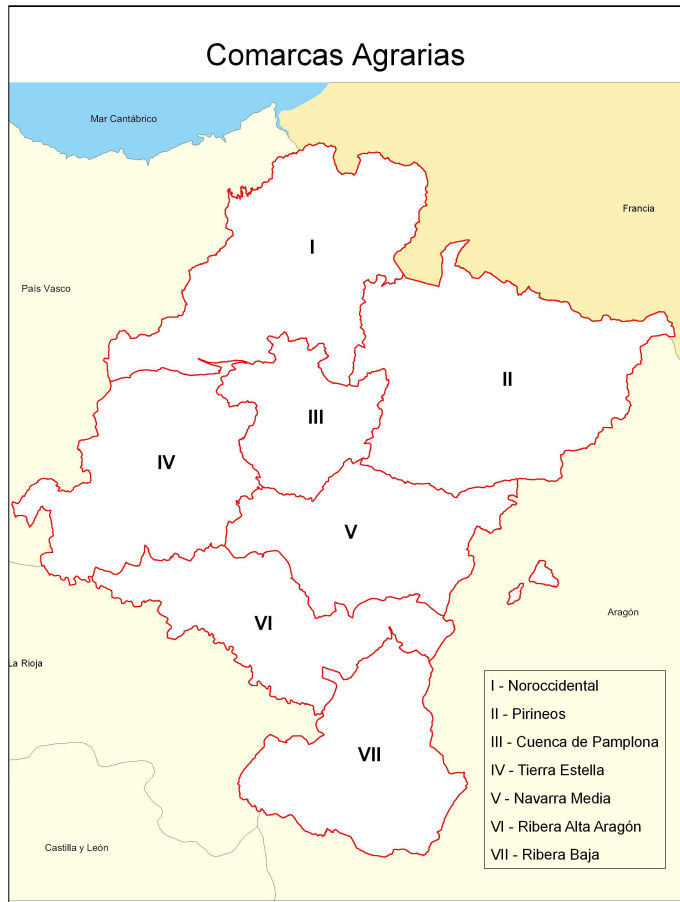 Comarcas Agrarias
Mar Cantábrico
Francia
I
País Vasco
II
III
IV
V
Aragón
VI
La Rioja
VII
Castilla y León
I - Noroccidental
II - Pirineos
III - Cuenca de Pamplona
IV - Tierra Estella
V - Navarra Media
VI - Ribera Alta Aragón
VII - Ribera Baja